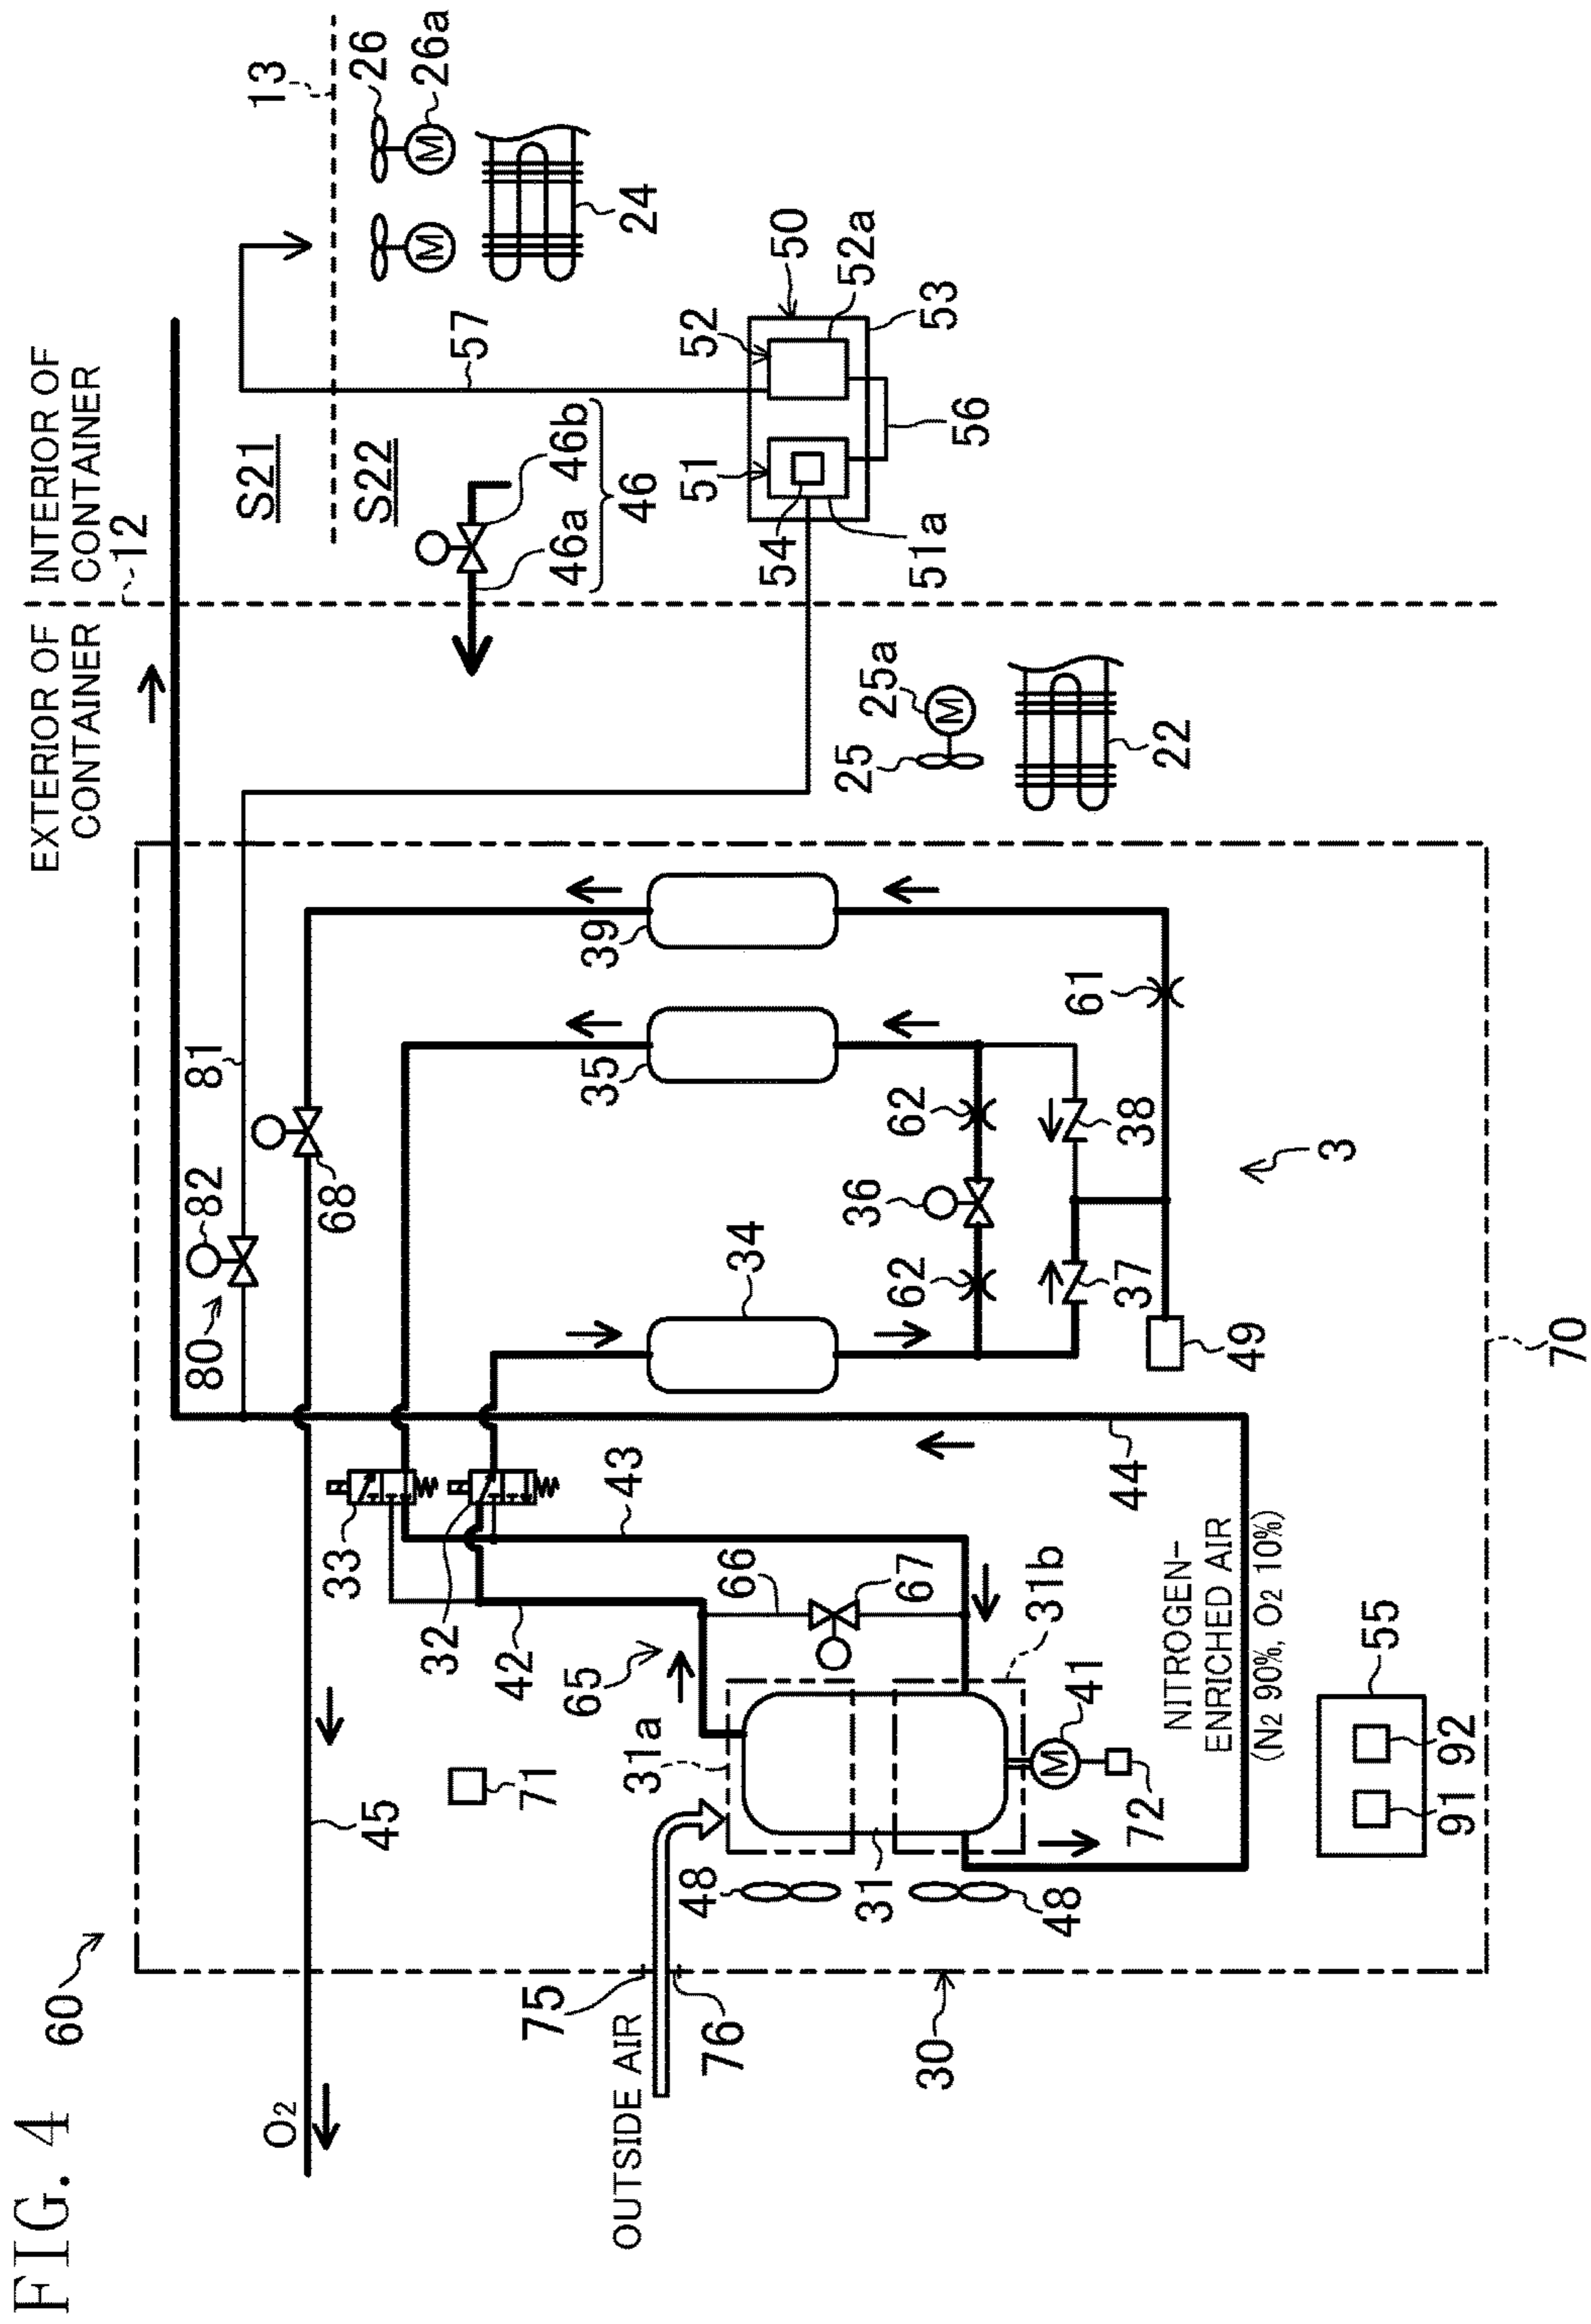 FIG. 4
60
EXTERIOR OF
CONTAINER
INTERIOR OF
CONTAINER
12
13
S21
S22
26
26a
M
M
24
57
46a
46b
46
50
51
52
52a
53
54
51a
56
25
25a
M
22
O2
45
80
82
81
68
33
32
42
43
39
35
34
36
62
62
61
37
38
49
3
44
65
66
67
71
31a
31b
31
48
48
M
41
72
75
76
OUTSIDE AIR
30
NITROGEN-
ENRICHED AIR
(N2 90%, O2 10%)
55
91
92
70